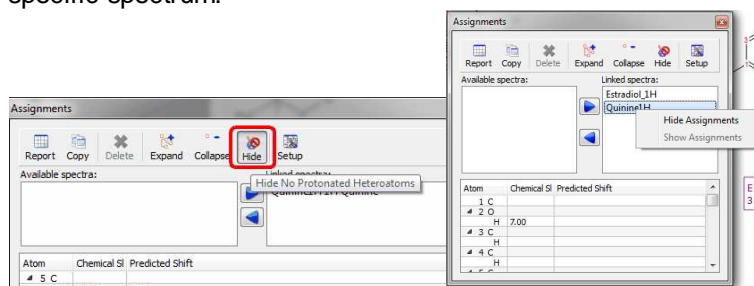 specific spectrum.
Assignments
Report Copy Delete Expand Collapse Hide Setup
Available spectra:
Hide No Protonated Heteroatoms
Atom Chemical Sl Predicted Shift
5 C
Assignments
Report Copy Delete Expand Collapse Hide Setup
Available spectra: Linked spectra:
Estradiol_1H
Quinine1H
Hide Assignments
Show Assignments
Atom Chemical Sl Predicted Shift
1 C
2 O
H 7.00
3 C
H
4 C
H
E
3